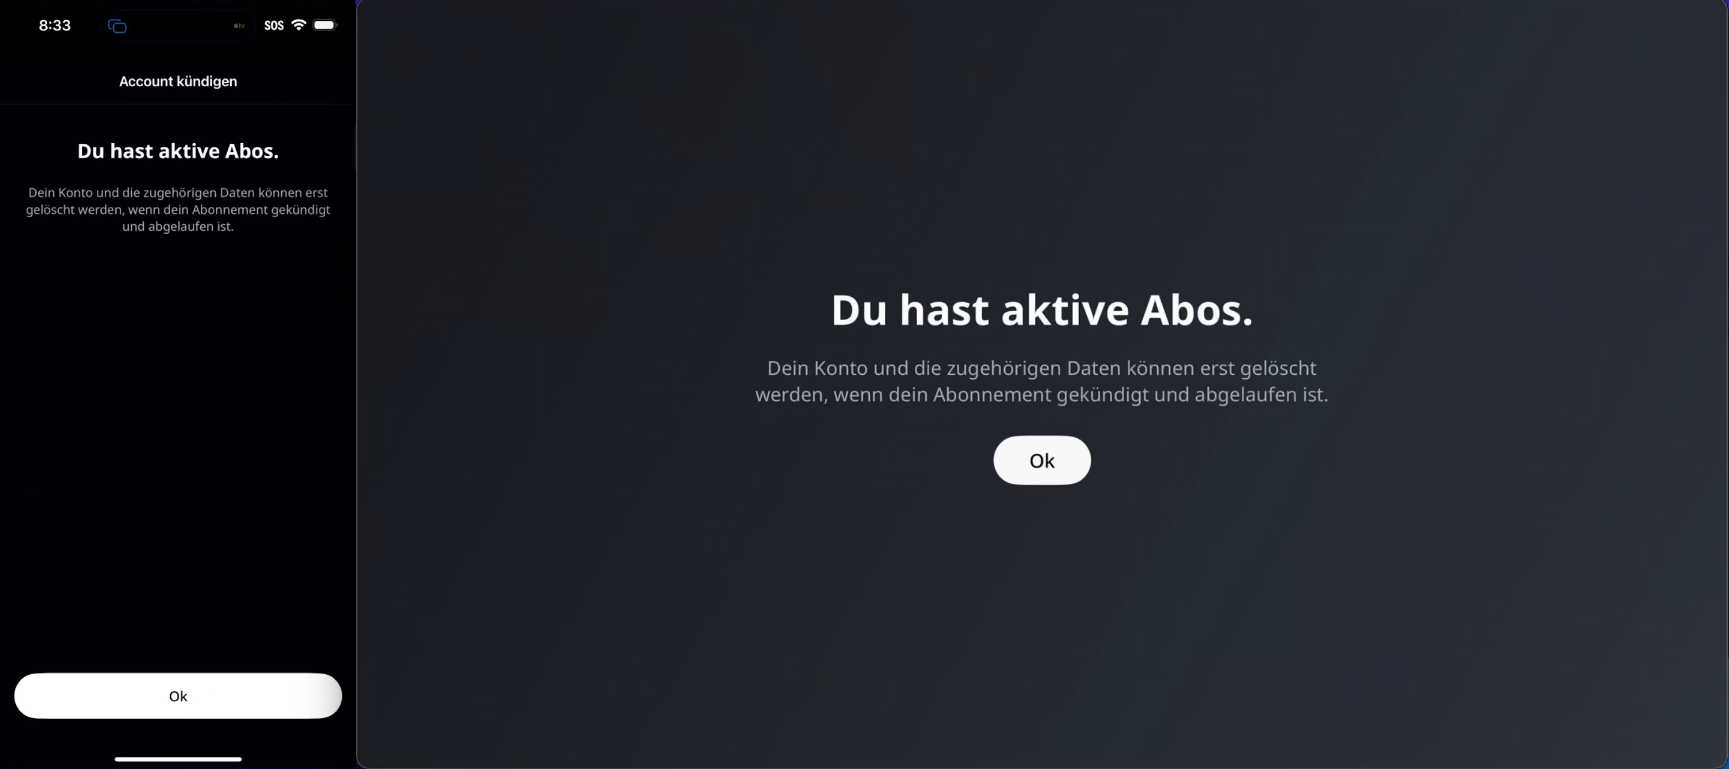 8:33
tv
SOS
Account kündigen
Du hast aktive Abos.
Dein Konto und die zugehörigen Daten können erst
gelöscht werden, wenn dein Abonnement gekündigt
und abgelaufen ist.
Ok
Du hast aktive Abos.
Dein Konto und die zugehörigen Daten können erst gelöscht
werden, wenn dein Abonnement gekündigt und abgelaufen ist.
Ok